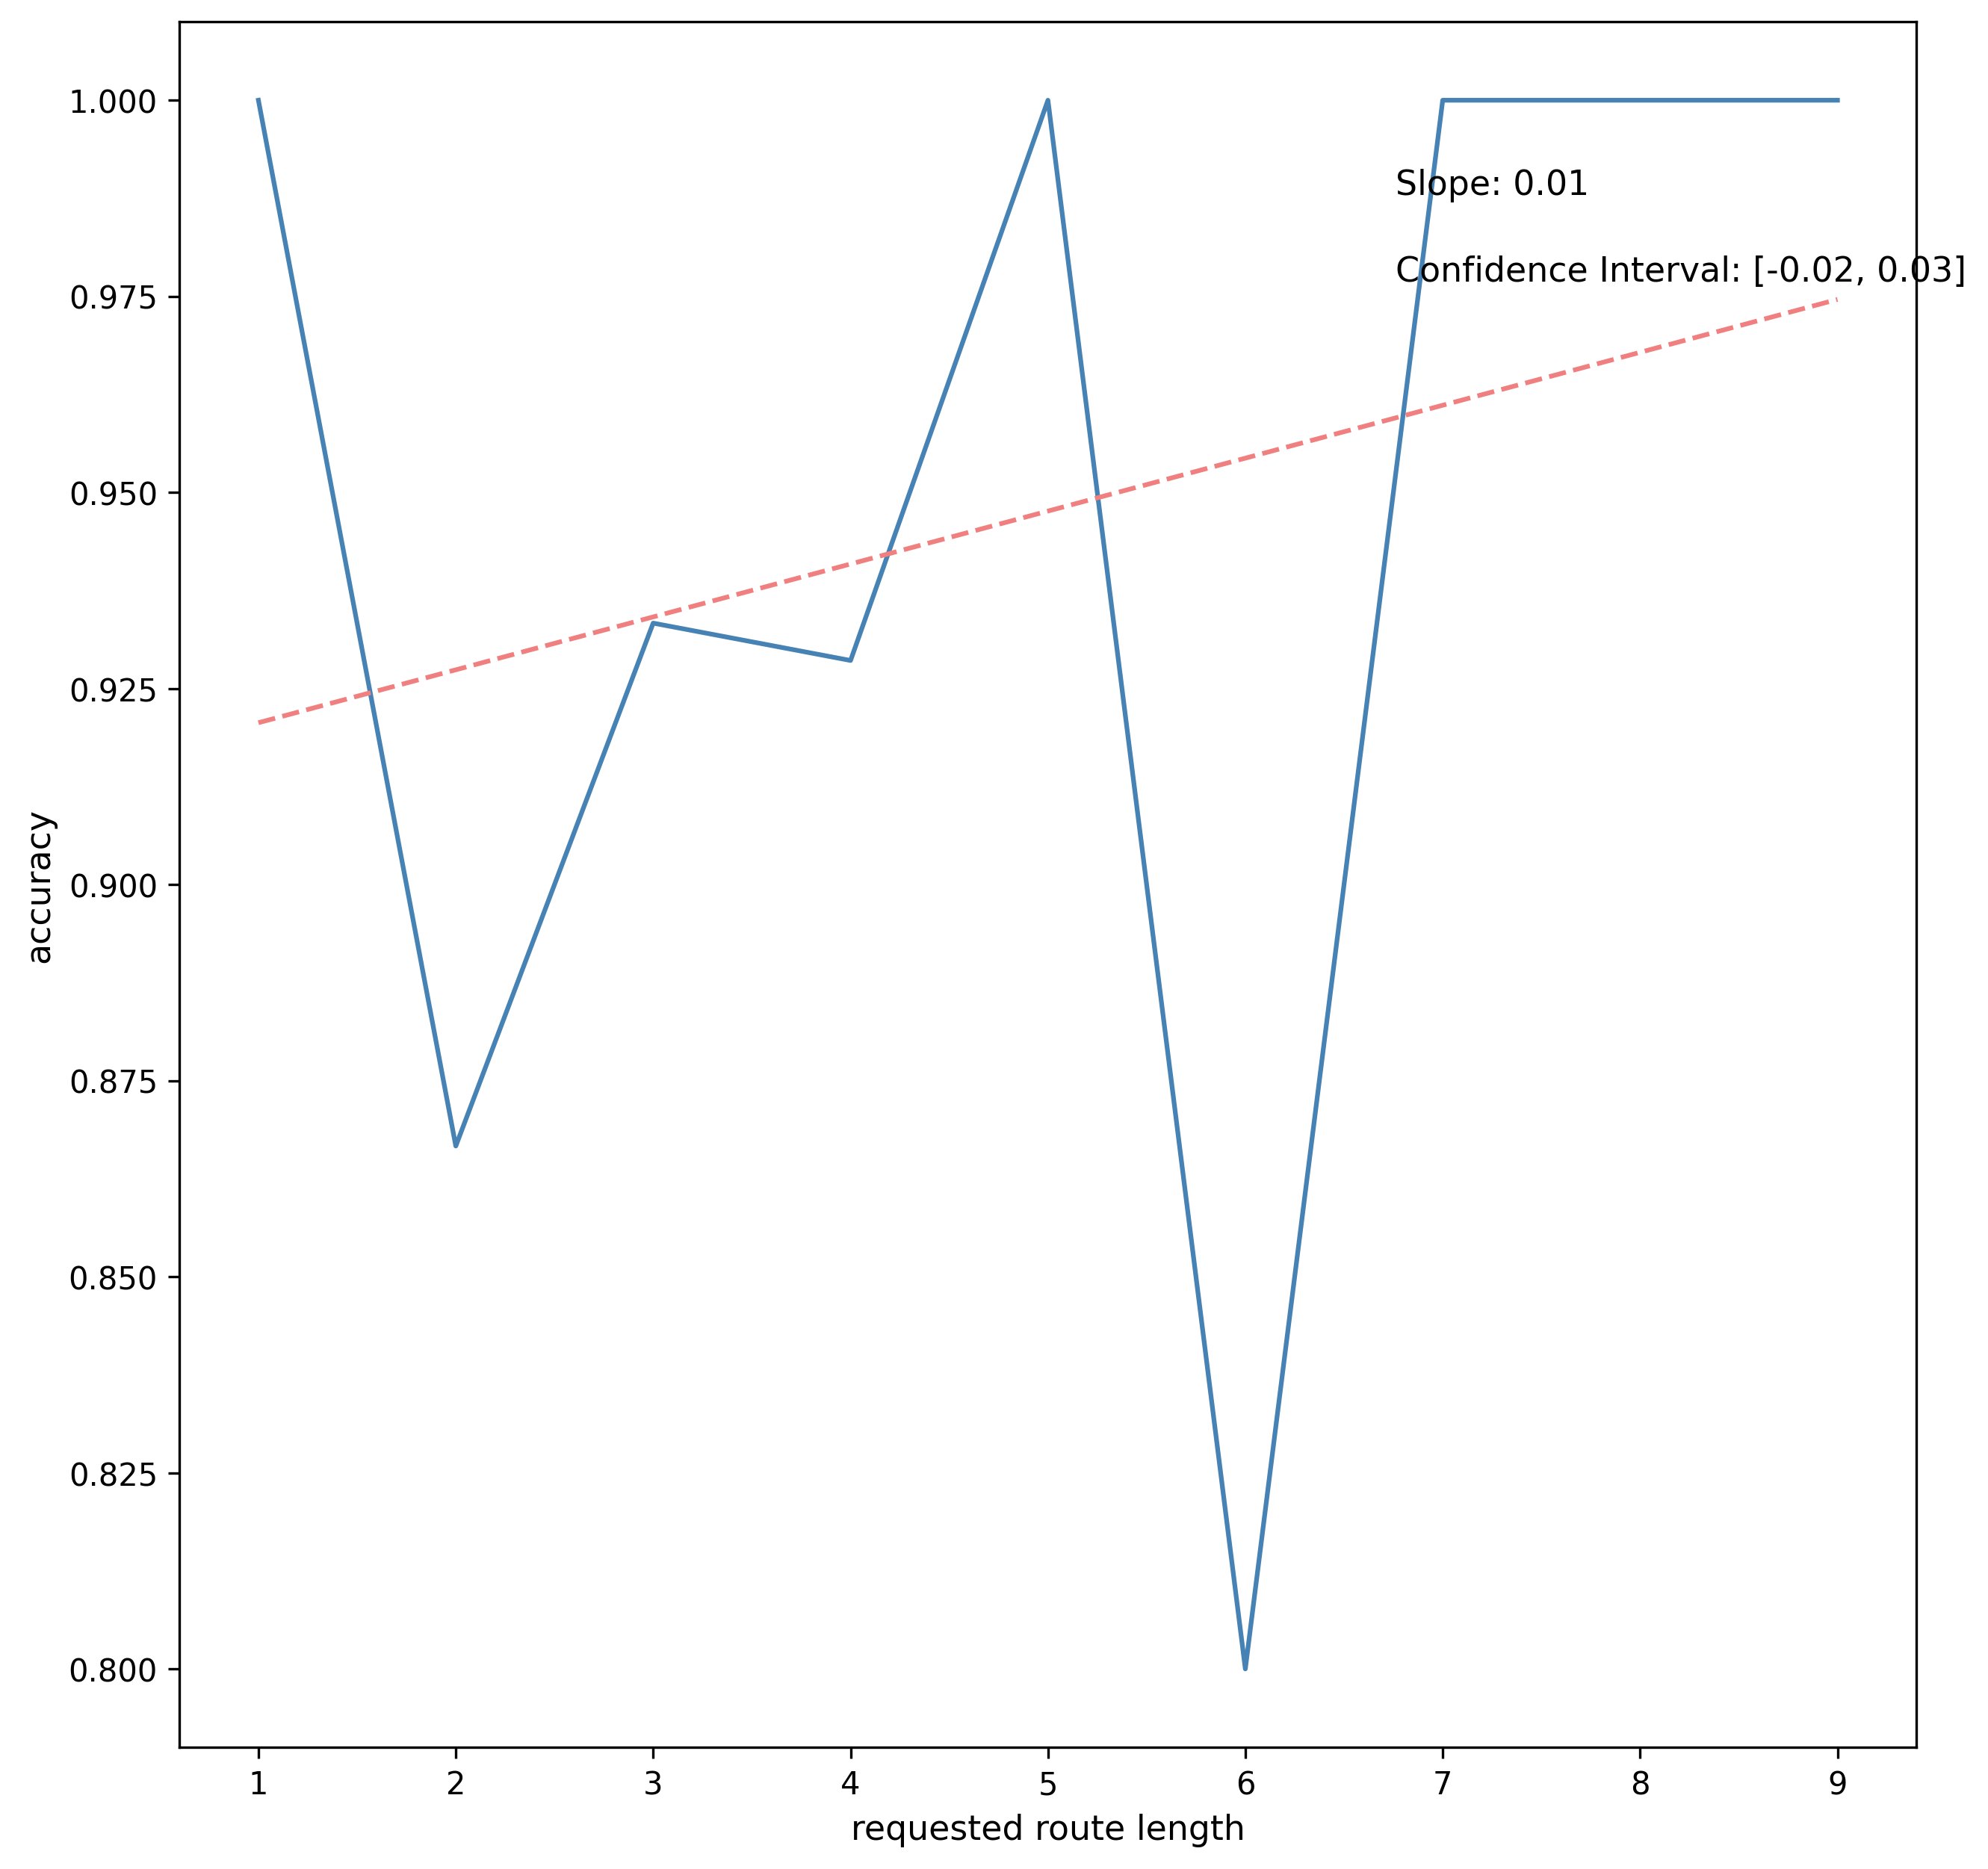 1.000
0.975
0.950
0.925
0.900
0.875
0.850
0.825
0.800
accuracy
Slope: 0.01
Confidence Interval: [-0.02, 0.03]
1 2 3 4 5 6 7 8 9
requested route length